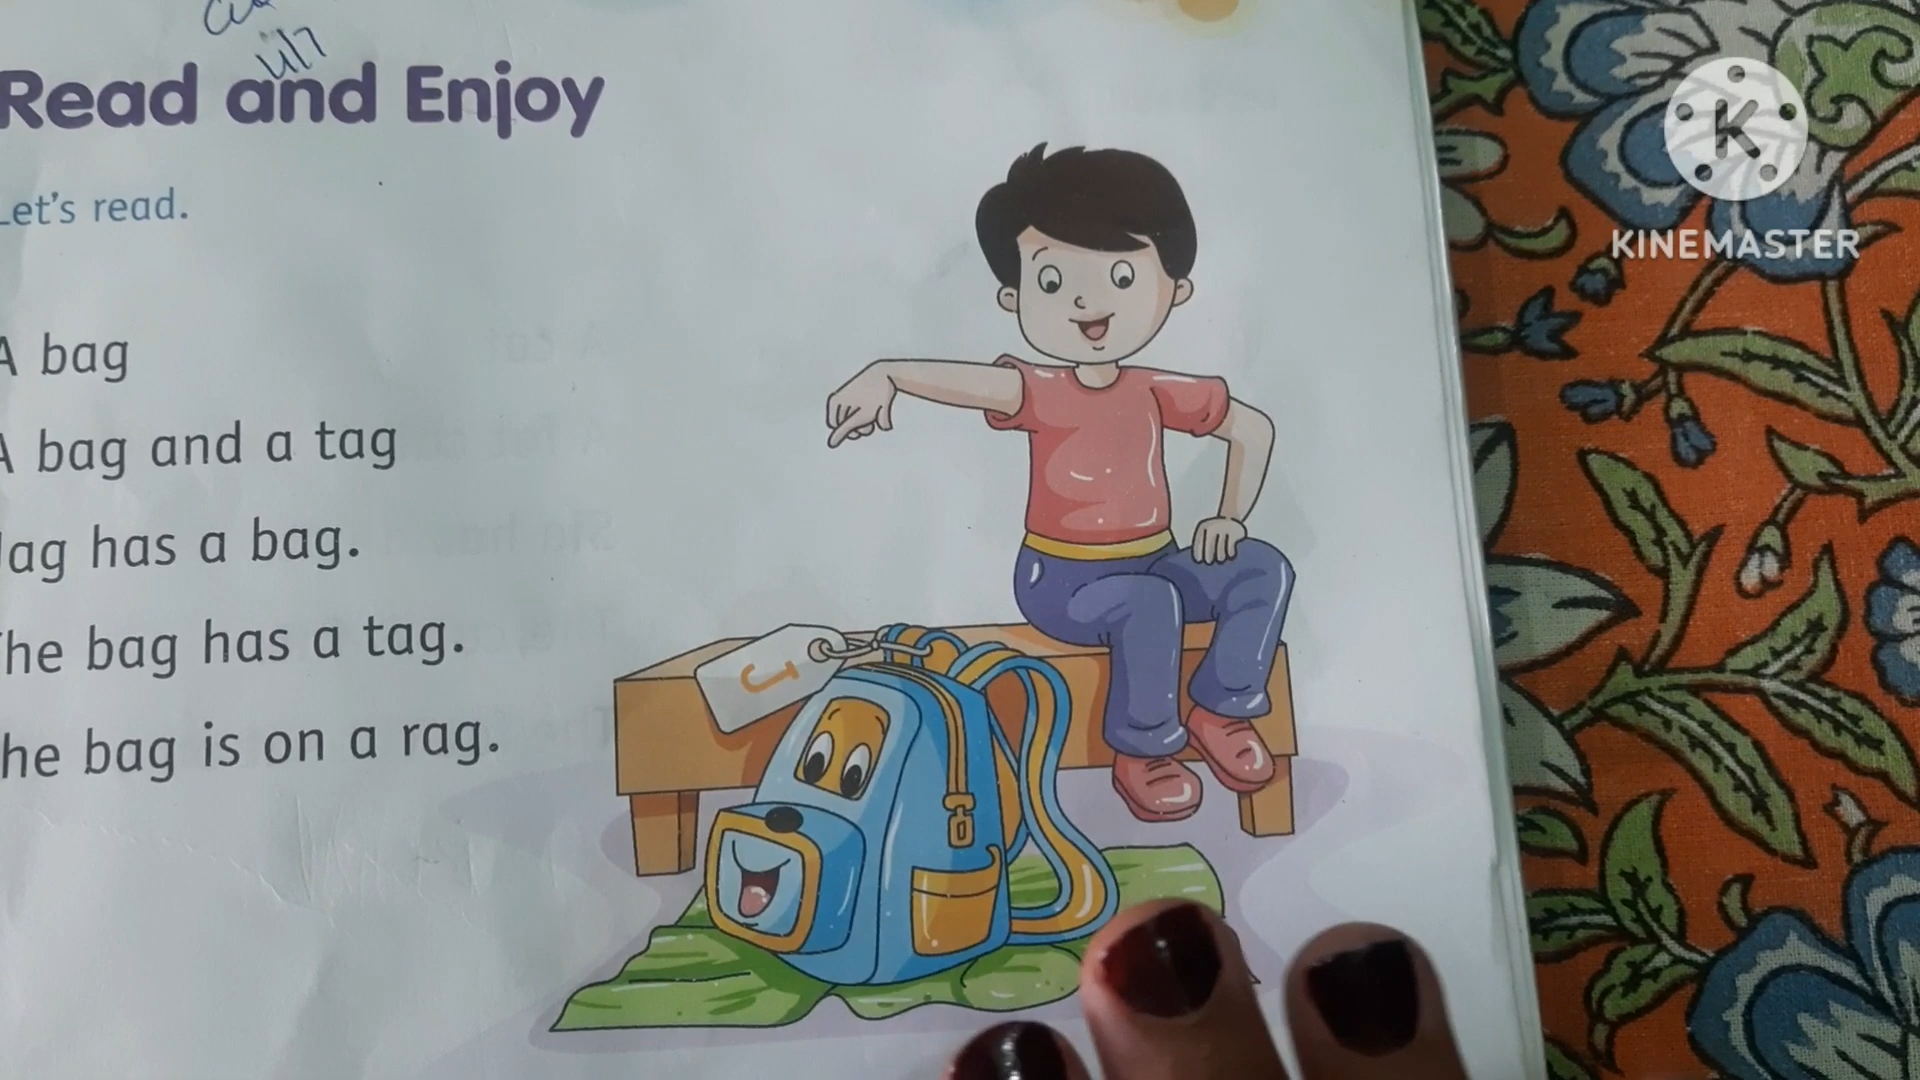 Read and Enjoy
Let's read.
A bag
A bag and a tag
Jag has a bag.
The bag has a tag.
The bag is on a rag.
J
K
KINEMASTER